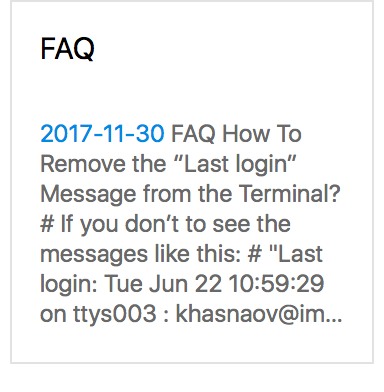 FAQ
2017-11-30 FAQ How To
Remove the “Last login”
Message from the Terminal?
# If you don’t to see the
messages like this: # "Last
login: Tue Jun 22 10:59:29
on ttys003 : khasnaov@im...